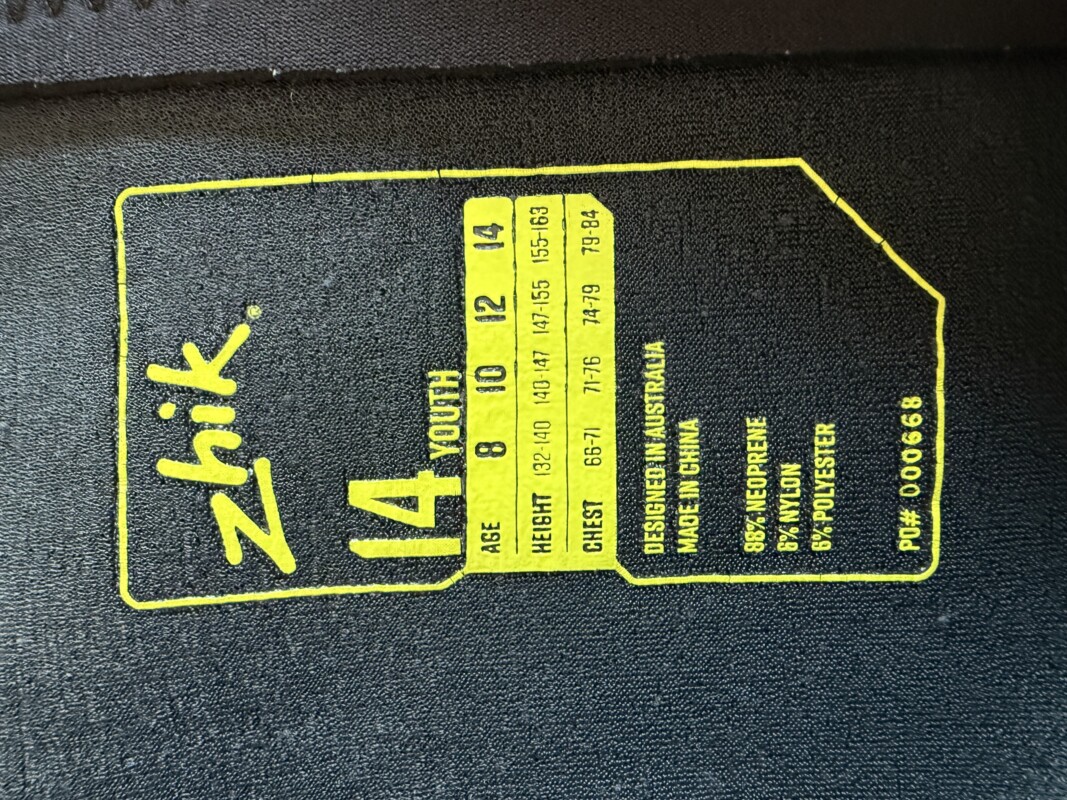 zhik®
14 YOUTH
AGE 8 10 12 14
HEIGHT 132-140 140-147 147-155 155-163
CHEST 66-71 71-76 74-79 79-84
DESIGNED IN AUSTRALIA
MADE IN CHINA
88% NEOPRENE
6% NYLON
6% POLYESTER
PO# 000668